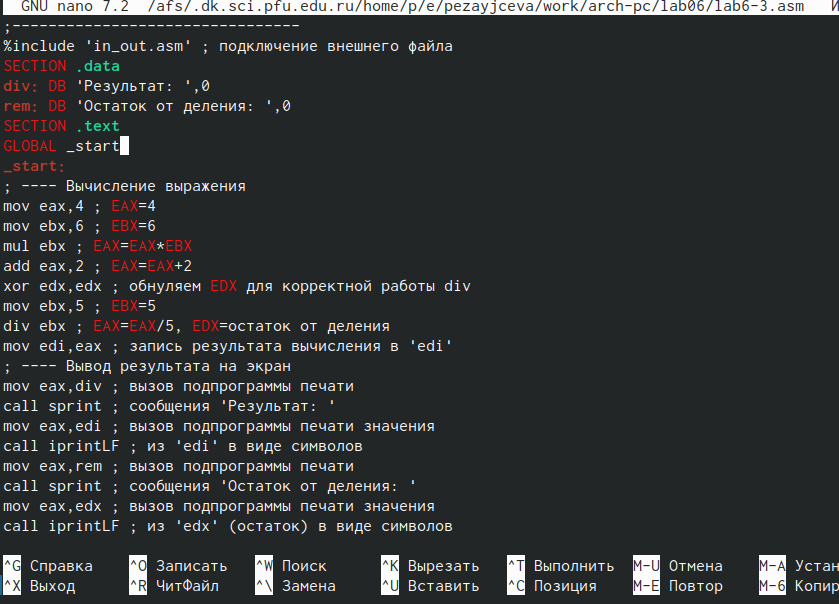 GNU nano 7.2 /afs/.dk.sci.pfu.edu.ru/home/p/e/pezayjceva/work/arch-pc/lab06/lab6-3.asm
;--------------------------------
%include 'in_out.asm' ; подключение внешнего файла
SECTION .data
div: DB 'Результат: ',0
rem: DB 'Остаток от деления: ',0
SECTION .text
GLOBAL _start
_start:
; ---- Вычисление выражения
mov eax,4 ; EAX=4
mov ebx,6 ; EBX=6
mul ebx ; EAX=EAX*EBX
add eax,2 ; EAX=EAX+2
xor edx,edx ; обнуляем EDX для корректной работы div
mov ebx,5 ; EBX=5
div ebx ; EAX=EAX/5, EDX=остаток от деления
mov edi,eax ; запись результата вычисления в 'edi'
; ---- Вывод результата на экран
mov eax,div ; вызов подпрограммы печати
call sprint ; сообщения 'Результат: '
mov eax,edi ; вызов подпрограммы печати значения
call iprintLF ; из 'edi' в виде символов
mov eax,rem ; вызов подпрограммы печати
call sprint ; сообщения 'Остаток от деления: '
mov eax,edx ; вызов подпрограммы печати значения
call iprintLF ; из 'edx' (остаток) в виде символов
^G Справка ^O Записать ^W Поиск ^K Вырезать ^T Выполнить M-U Отмена M-A Устан
^X Выход ^R ЧитФайл ^\ Замена ^U Вставить ^C Позиция M-E Повтор M-6 Копир